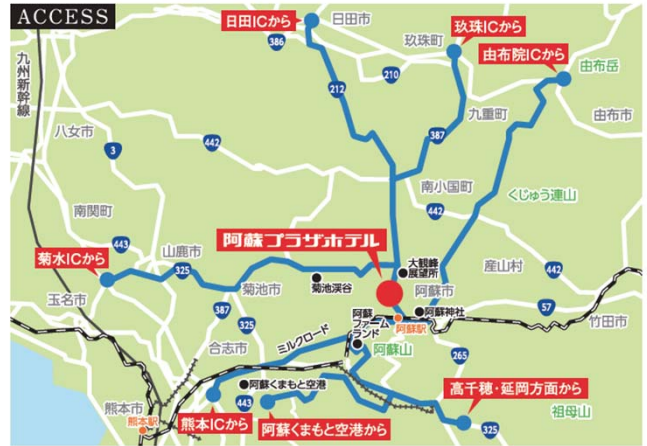 ACCESS
日田ICから
日田市
玖珠町
玖珠ICから
由布院ICから
由布岳
由布市
九州新幹線
386
210
212
九重町
387
八女市
3
442
南小国町
442
くじゅう連山
南関町
443
山鹿市
阿蘇プラザホテル
菊水ICから
325
菊池市
菊池渓谷
大観峰
展望所
阿蘇市
産山村
442
57
玉名市
387
325
合志市
ミルクロード
阿蘇
ファーム
ランド
阿蘇神社
阿蘇駅
竹田市
阿蘇山
265
阿蘇くまもと空港
443
熊本市
熊本駅
熊本ICから
阿蘇くまもと空港から
高千穂・延岡方面から
325
祖母山